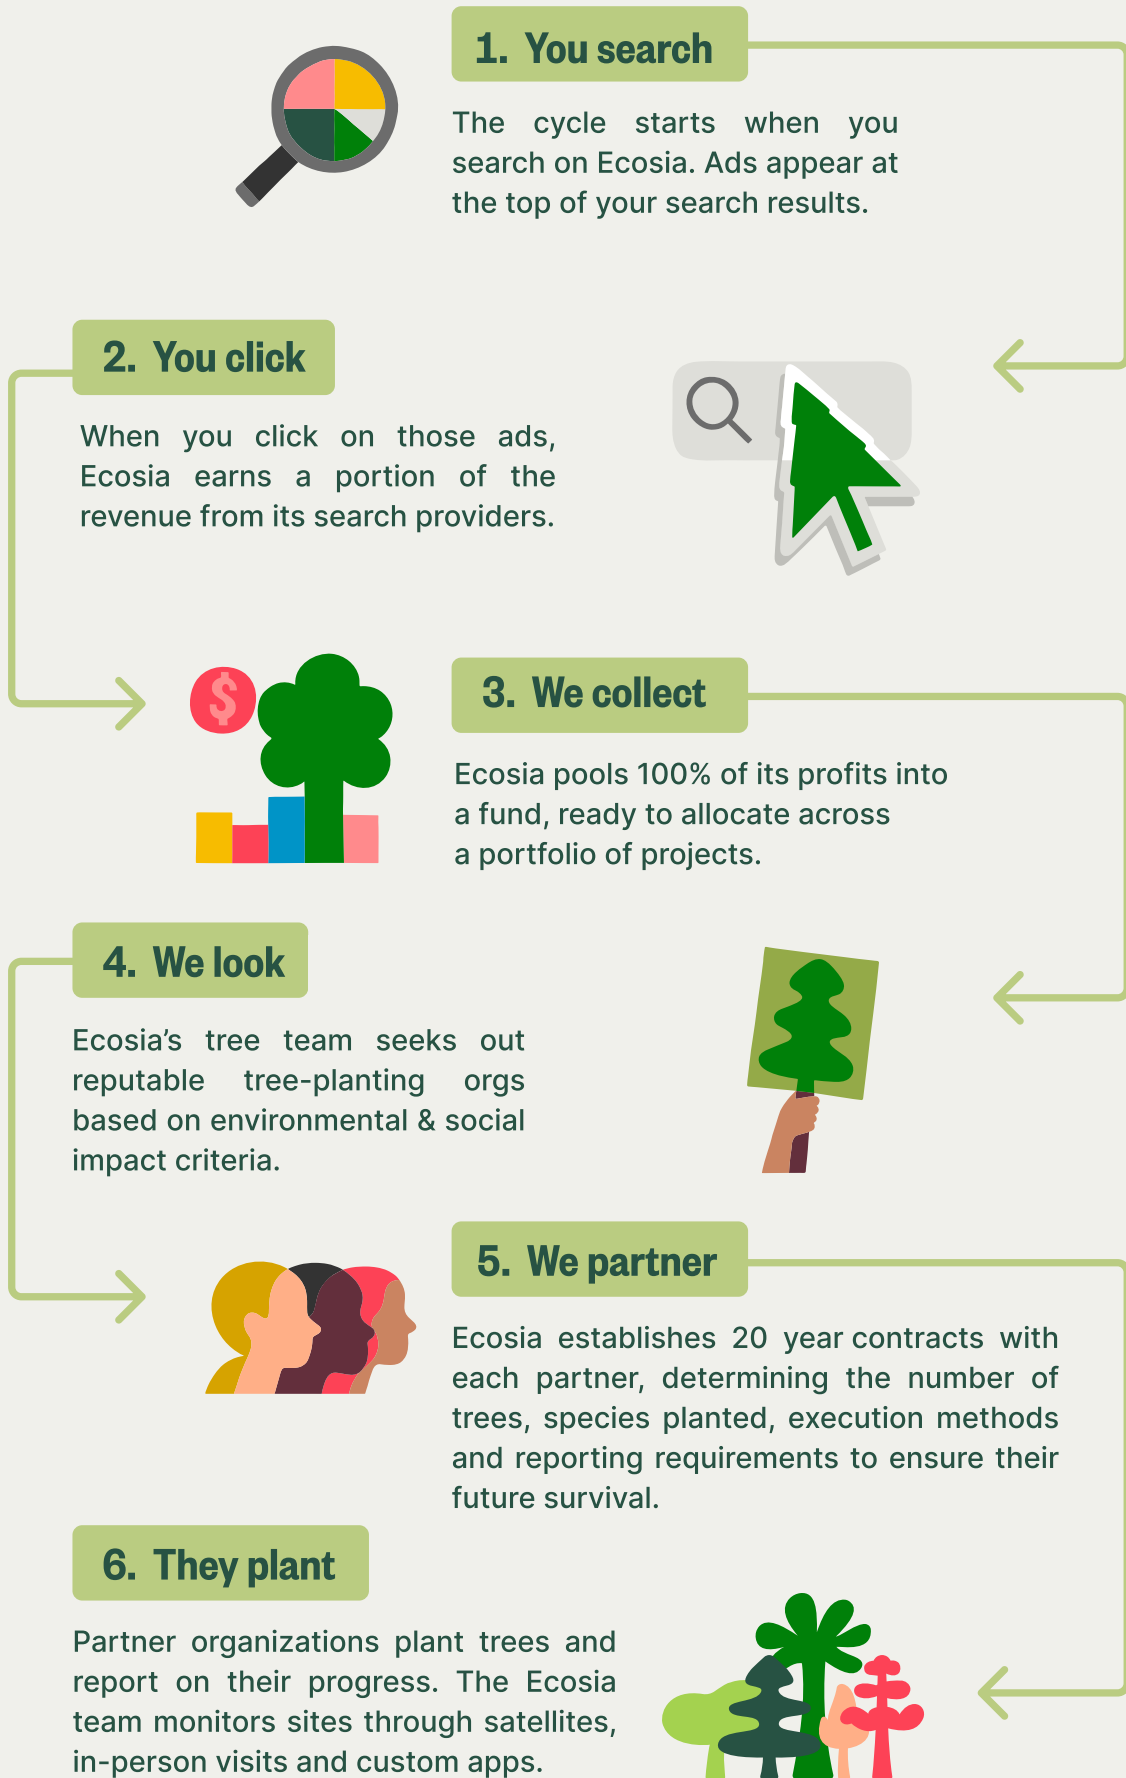 1. You search
The cycle starts when you
search on Ecosia. Ads appear at
the top of your search results.
2. You click
When you click on those ads,
Ecosia earns a portion of the
revenue from its search providers.
$
3. We collect
Ecosia pools 100% of its profits into
a fund, ready to allocate across
a portfolio of projects.
4. We look
Ecosia’s tree team seeks out
reputable tree-planting orgs
based on environmental & social
impact criteria.
5. We partner
Ecosia establishes 20 year contracts with
each partner, determining the number of
trees, species planted, execution methods
and reporting requirements to ensure their
future survival.
6. They plant
Partner organizations plant trees and
report on their progress. The Ecosia
team monitors sites through satellites,
in-person visits and custom apps.